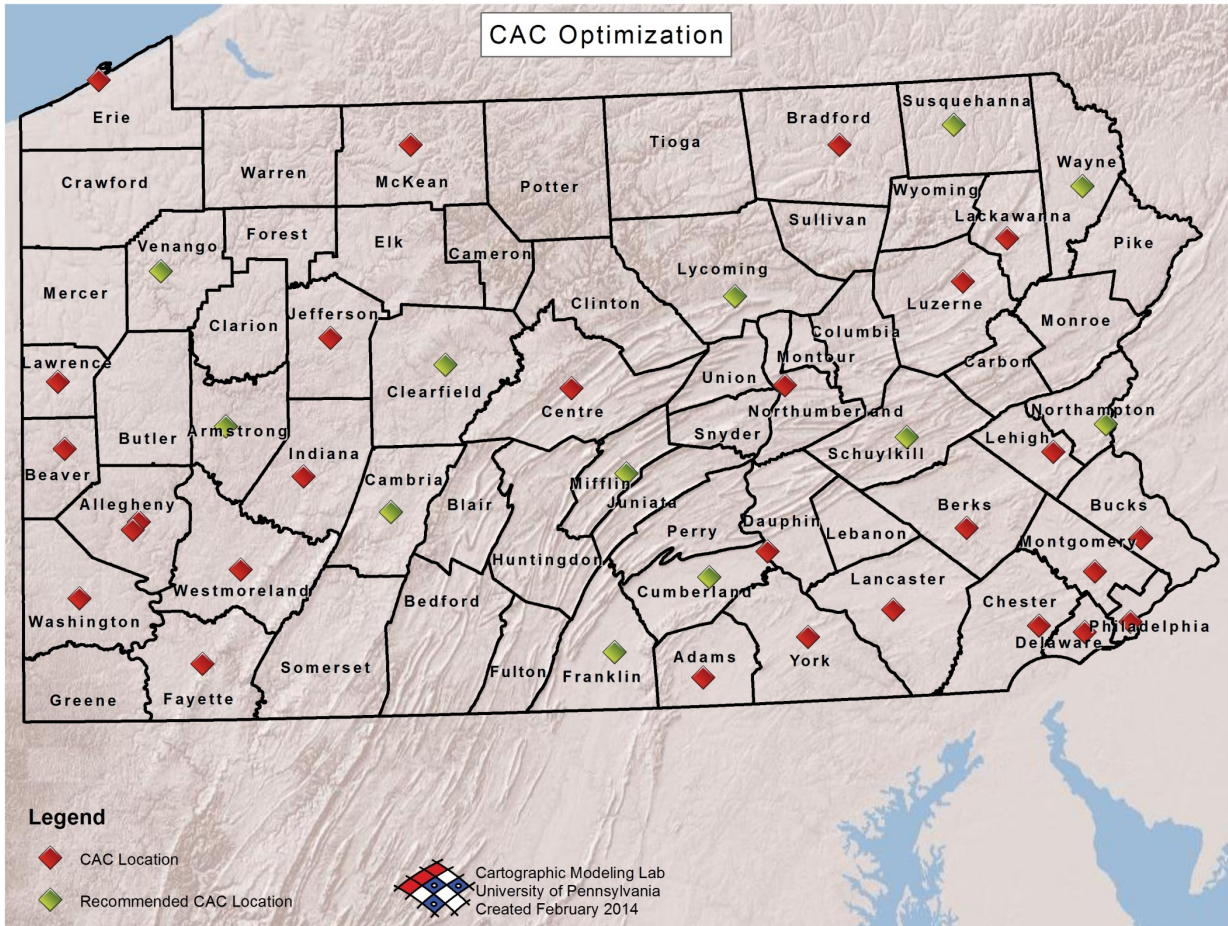 CAC Optimization
Erie
Crawford
Warren
McKean
Potter
Tioga
Bradford
Susquehanna
Wayne
Wyoming
Lackawanna
Sullivan
Pike
Venango
Forest
Elk
Cameron
Mercer
Clarion
Jefferson
Clinton
Lycoming
Luzerne
Monroe
Columbia
Montour
Carbon
Lawrence
Clearfield
Centre
Union
Northumberland
Northampton
Butler
Armstrong
Snyder
Lehigh
Beaver
Indiana
Cambria
Schuylkill
Allegheny
Blair
Mifflin
Juniata
Perry
Dauphin
Lebanon
Berks
Bucks
Montgomery
Huntingdon
Westmoreland
Cumberland
Lancaster
Washington
Bedford
Chester
Delaware
Philadelphia
Greene
Fayette
Somerset
Fulton
Franklin
Adams
York
Legend
CAC Location
Recommended CAC Location
Cartographic Modeling Lab
University of Pennsylvania
Created February 2014